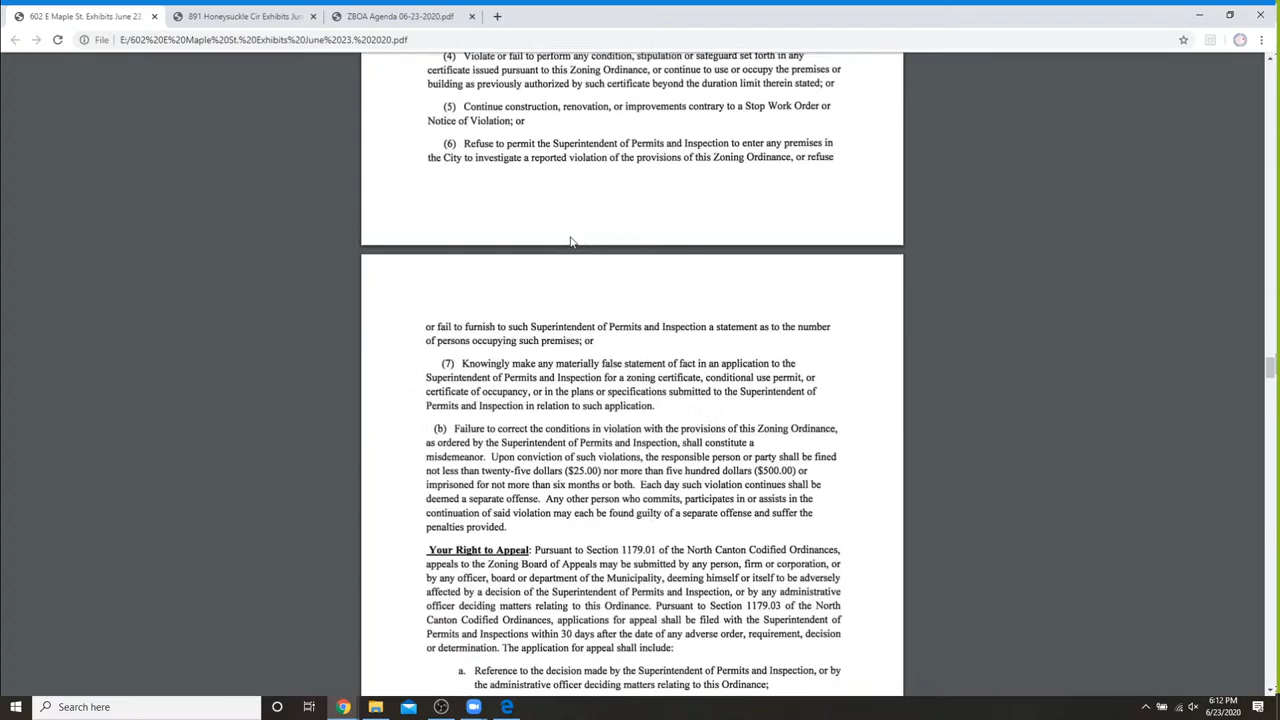 602 E Maple St. Exhibits June 23
891 Honeysuckle Cir Exhibits Jun
ZBOA Agenda 06-23-2020.pdf
File
E:/602%20E%20Maple%20St.%20Exhibits%20June%2023.%202020.pdf
(4) Violate or fail to perform any condition, stipulation or safeguard set forth in any
certificate issued pursuant to this Zoning Ordinance, or continue to use or occupy the premises or
building as previously authorized by such certificate beyond the duration limit therein stated; or
(5) Continue construction, renovation, or improvements contrary to a Stop Work Order or
Notice of Violation; or
(6) Refuse to permit the Superintendent of Permits and Inspection to enter any premises in
the City to investigate a reported violation of the provisions of this Zoning Ordinance, or refuse
or fail to furnish to such Superintendent of Permits and Inspection a statement as to the number
of persons occupying such premises; or
(7) Knowingly make any materially false statement of fact in an application to the
Superintendent of Permits and Inspection for a zoning certificate, conditional use permit, or
certificate of occupancy, or in the plans or specifications submitted to the Superintendent of
Permits and Inspection in relation to such application.
(b) Failure to correct the conditions in violation with the provisions of this Zoning Ordinance,
as ordered by the Superintendent of Permits and Inspection, shall constitute a
misdemeanor. Upon conviction of such violations, the responsible person or party shall be fined
not less than twenty-five dollars ($25.00) nor more than five hundred dollars ($500.00) or
imprisoned for not more than six months or both. Each day such violation continues shall be
deemed a separate offense. Any other person who commits, participates in or assists in the
continuation of said violation may each be found guilty of a separate offense and suffer the
penalties provided.
Your Right to Appeal: Pursuant to Section 1179.01 of the North Canton Codified Ordinances,
appeals to the Zoning Board of Appeals may be submitted by any person, firm or corporation, or
by any officer, board or department of the Municipality, deeming himself or itself to be adversely
affected by a decision of the Superintendent of Permits and Inspection, or by any administrative
officer deciding matters relating to this Ordinance. Pursuant to Section 1179.03 of the North
Canton Codified Ordinances, applications for appeal shall be filed with the Superintendent of
Permits and Inspections within 30 days after the date of any adverse order, requirement, decision
or determination. The application for appeal shall include:
a. Reference to the decision made by the Superintendent of Permits and Inspection, or by
the administrative officer deciding matters relating to this Ordinance;
Search here
6:12 PM
6/23/2020